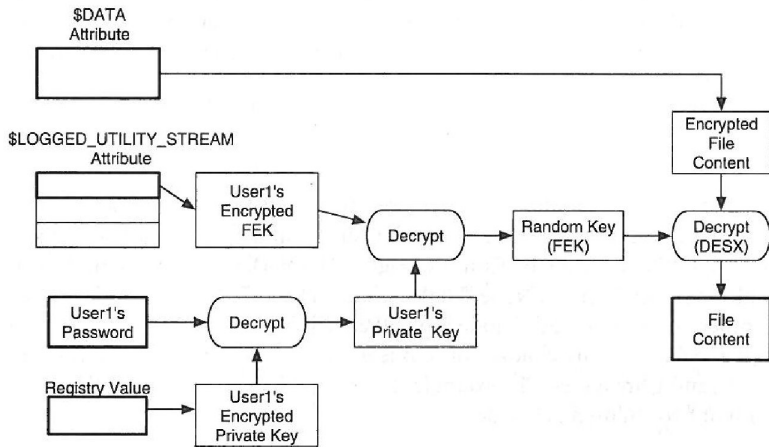 $DATA
Attribute
Encrypted
File
Content
$LOGGED_UTILITY_STREAM
Attribute
User1's
Encrypted
FEK
Decrypt
Random Key
(FEK)
Decrypt
(DESX)
User1's
Password
Decrypt
User1's
Private Key
File
Content
Registry Value
User1's
Encrypted
Private Key